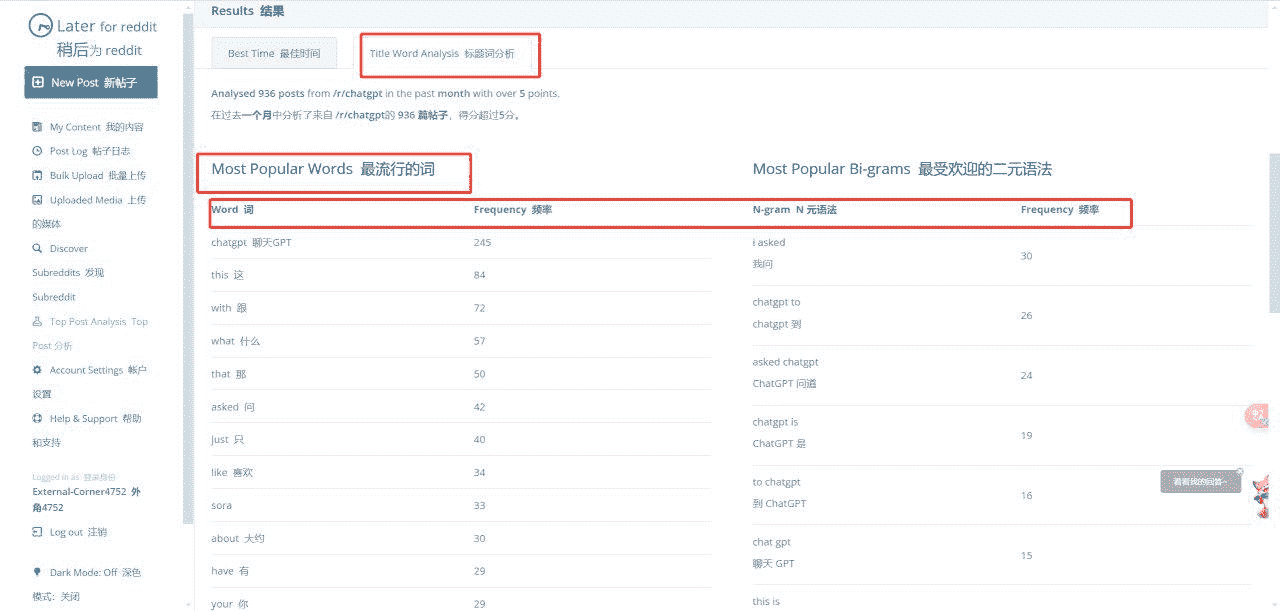 Later for reddit
稍后为 reddit
New Post 新帖子
My Content 我的内容
Post Log 帖子日志
Bulk Upload 批量上传
Uploaded Media 上传
的媒体
Discover
Subreddits 发现
Subreddit
Top Post Analysis Top
Post 分析
Account Settings 帐户
设置
Help & Support 帮助
和支持
Logged in as: 登录身份
External-Corner4752 外
角4752
Log out 注销
Dark Mode: Off 深色
模式：关闭
Results 结果
Best Time 最佳时间
Title Word Analysis 标题词分析
Analysed 936 posts from /r/chatgpt in the past month with over 5 points.
在过去一个月中分析了来自 /r/chatgpt的 936 篇帖子，得分超过5分。
Most Popular Words 最流行的词
Word 词 Frequency 频率
chatgpt 聊天GPT 245
this 这 84
with 跟 72
what 什么 57
that 那 50
asked 问 42
just 只 40
like 喜欢 34
sora 33
about 大约 30
have 有 29
your 你 29
Most Popular Bi-grams 最受欢迎的二元语法
N-gram N 元语法 Frequency 频率
i asked
我问
30
chatgpt to
chatgpt 到
26
asked chatgpt
ChatGPT 问道
24
chatgpt is
ChatGPT 是
19
to chatgpt
到 ChatGPT
16
chat gpt
聊天 GPT
15
this is
看看我的回答~